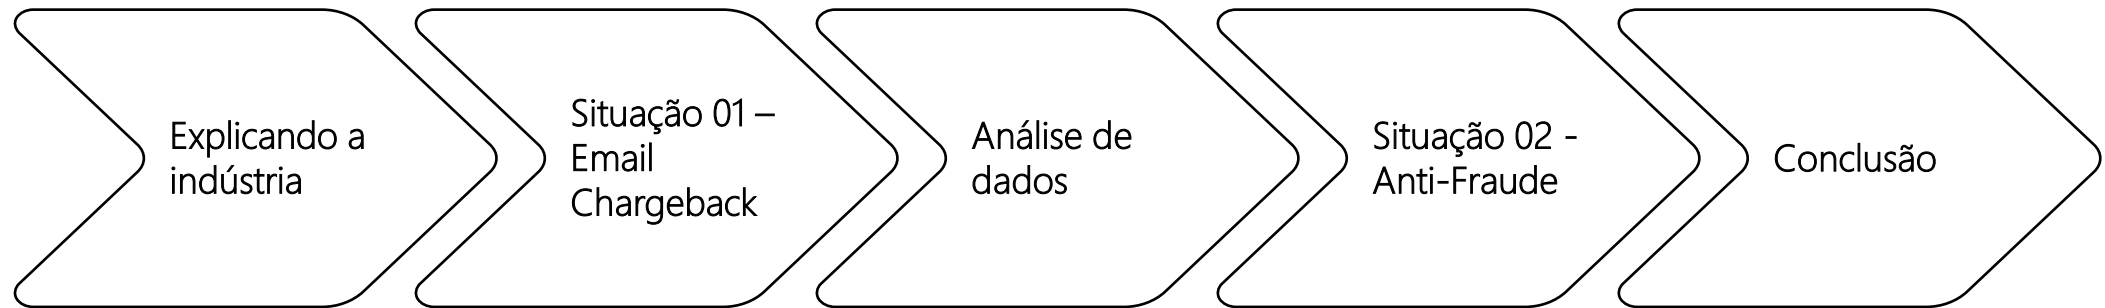 Explicando a
indústria
Situação 01 –
Email
Chargeback
Análise de
dados
Situação 02 -
Anti-Fraude
Conclusão